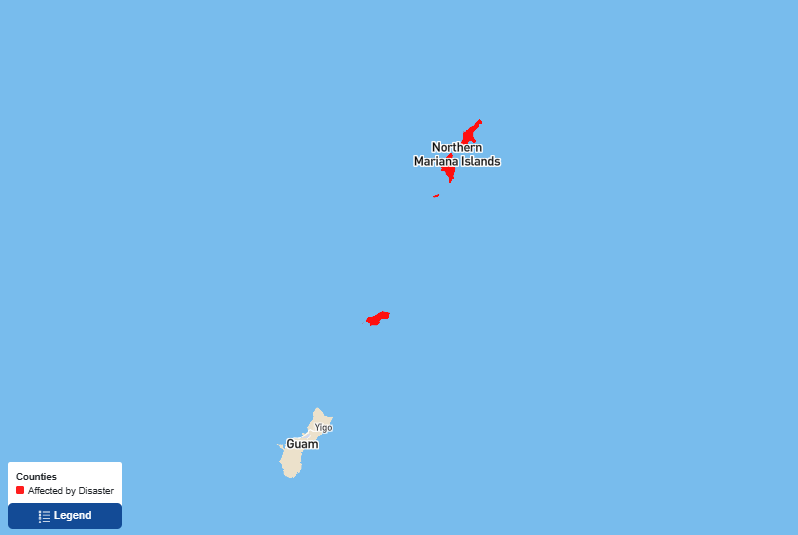 Northern
Mariana Islands
Yigo
Guam
Counties
Affected by Disaster
Legend